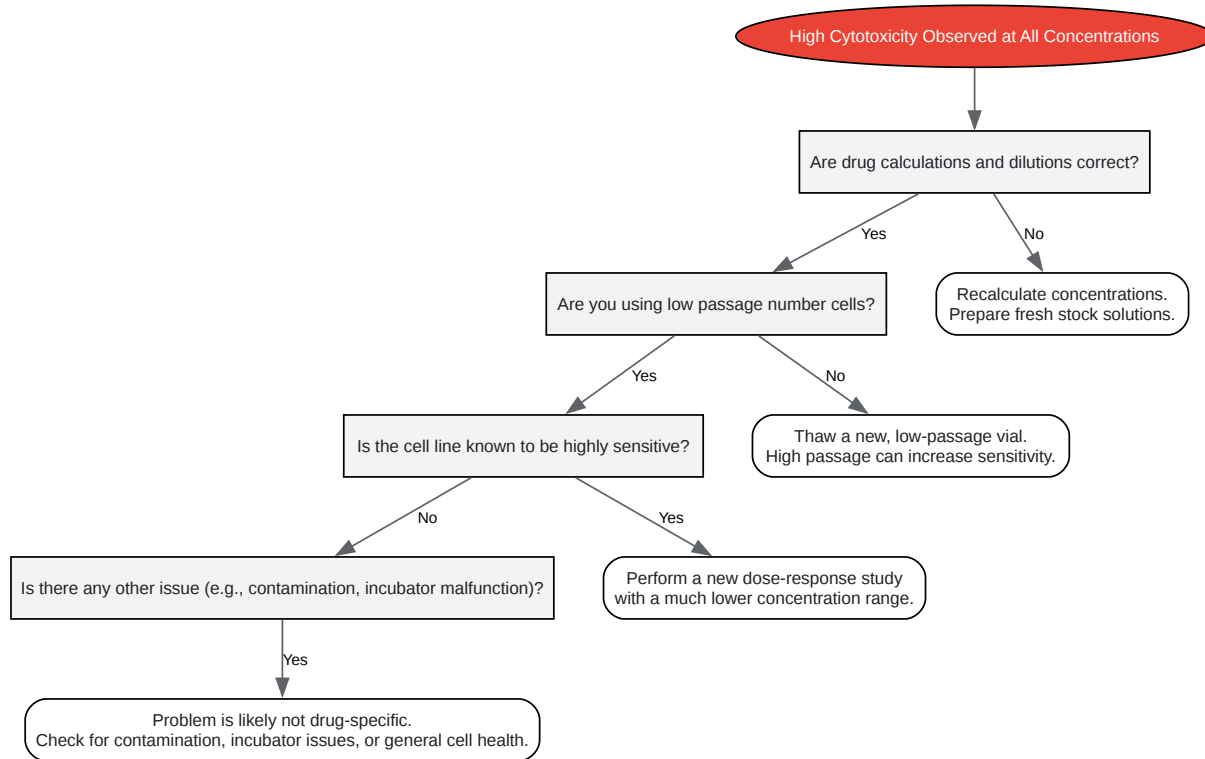 High Cytotoxicity Observed at All Concentrations
Are drug calculations and dilutions correct?
Yes
No
Are you using low passage number cells?
Recalculate concentrations.
Prepare fresh stock solutions.
Yes
No
Is the cell line known to be highly sensitive?
Thaw a new, low-passage vial.
High passage can increase sensitivity.
No
Yes
Is there any other issue (e.g., contamination, incubator malfunction)?
Perform a new dose-response study
with a much lower concentration range.
Yes
Problem is likely not drug-specific.
Check for contamination, incubator issues, or general cell health.